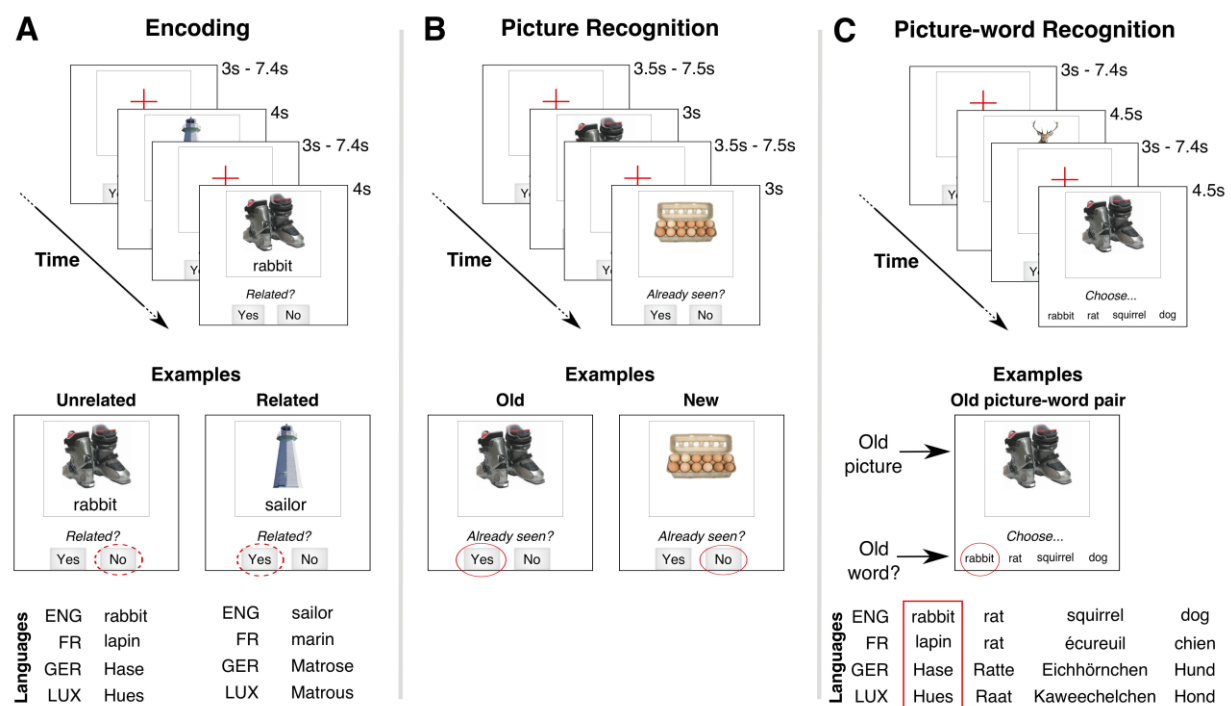 A
Encoding
3s - 7.4s
4s
3s - 7.4s
4s
Time
rabbit
Related?
Yes No
Examples
Unrelated Related
rabbit
Related?
Yes No
sailor
Related?
Yes No
Languages
ENG rabbit ENG sailor
FR lapin FR marin
GER Hase GER Matrose
LUX Hues LUX Matrous
B
Picture Recognition
3.5s - 7.5s
3s
3.5s - 7.5s
3s
Time
Already seen?
Yes No
Examples
Old New
Already seen?
Yes No
Already seen?
Yes No
C
Picture-word Recognition
3s - 7.4s
4.5s
3s - 7.4s
4.5s
Time
Choose...
rabbit rat squirrel dog
Examples
Old picture-word pair
Old
picture
Choose...
Old
word?
rabbit rat squirrel dog
Languages
ENG rabbit rat squirrel dog
FR lapin rat écureuil chien
GER Hase Ratte Eichhörnchen Hund
LUX Hues Raat Kaweechelchen Hond